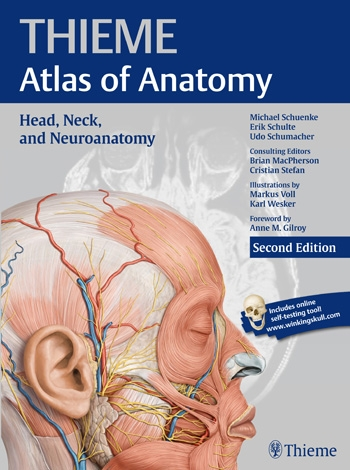 THIEME
Atlas of Anatomy
Head, Neck,
and Neuroanatomy
Michael Schuenke
Erik Schulte
Udo Schumacher
Consulting Editors
Brian MacPherson
Cristian Stefan
Illustrations by
Markus Voll
Karl Wesker
Foreword by
Anne M. Gilroy
Second Edition
Includes online
self-testing tool!
www.winkingskull.com
Thieme